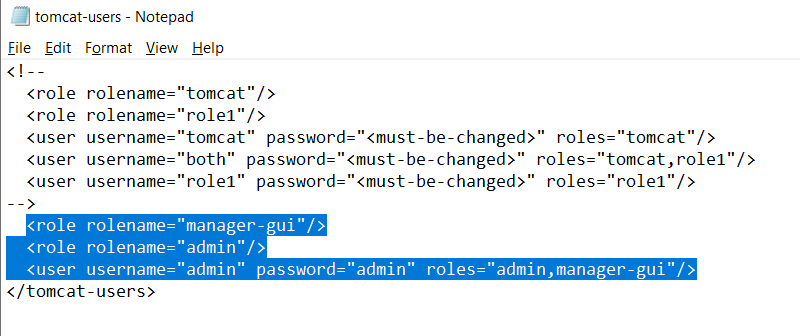 tomcat-users - Notepad
File Edit Format View Help
<!--
  <role rolename="tomcat"/>
  <role rolename="role1"/>
  <user username="tomcat" password="<must-be-changed>" roles="tomcat"/>
  <user username="both" password="<must-be-changed>" roles="tomcat,role1"/>
  <user username="role1" password="<must-be-changed>" roles="role1"/>
-->
  <role rolename="manager-gui"/>
  <role rolename="admin"/>
  <user username="admin" password="admin" roles="admin,manager-gui"/>
</tomcat-users>